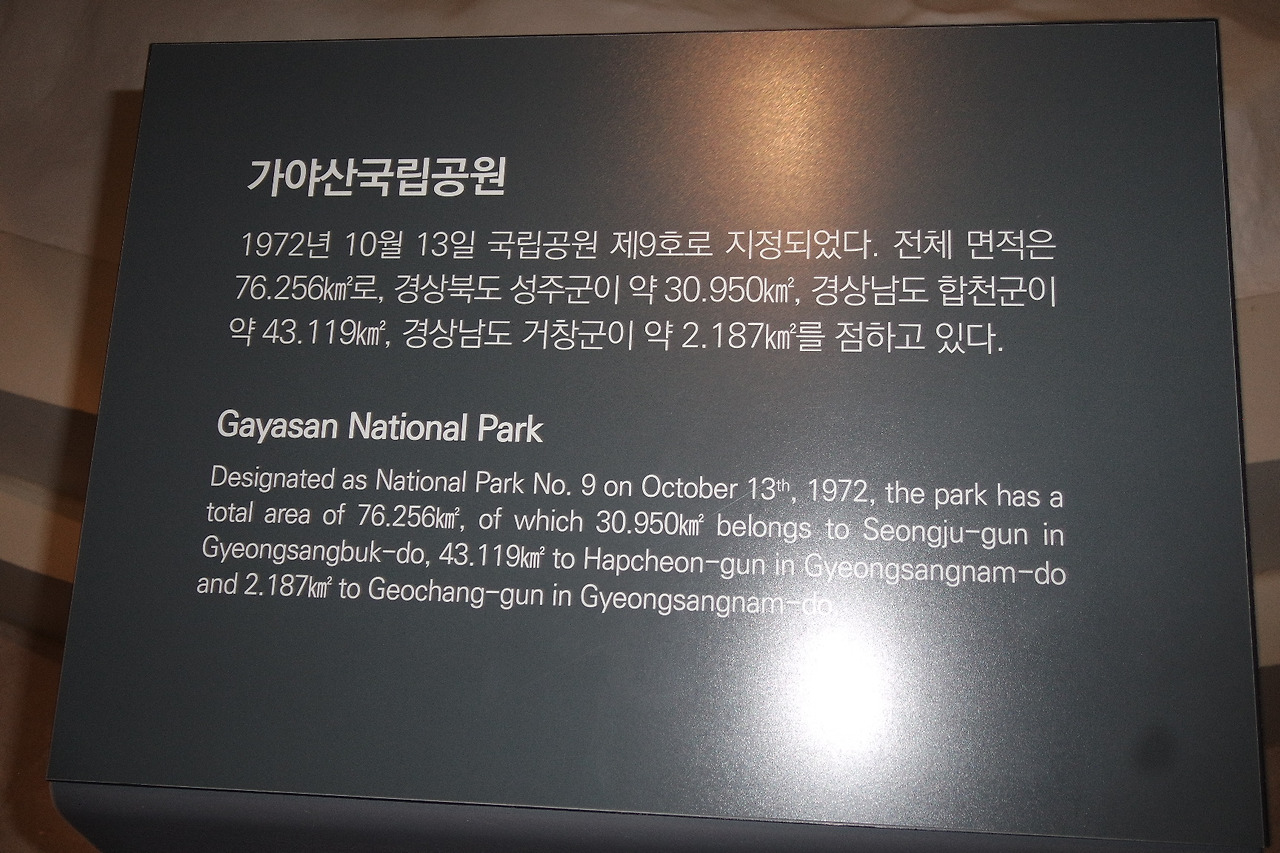 가야산국립공원
1972년 10월 13일 국립공원 제9호로 지정되었다. 전체 면적은
76.256㎢로, 경상북도 성주군이 약 30.950㎢, 경상남도 합천군이
약 43.119㎢, 경상남도 거창군이 약 2.187㎢를 점하고 있다.
Gayasan National Park
Designated as National Park No. 9 on October 13th, 1972, the park has a
total area of 76.256㎢, of which 30.950㎢ belongs to Seongju-gun in
Gyeongsangbuk-do, 43.119㎢ to Hapcheon-gun in Gyeongsangnam-do
and 2.187㎢ to Geochang-gun in Gyeongsangnam-do.